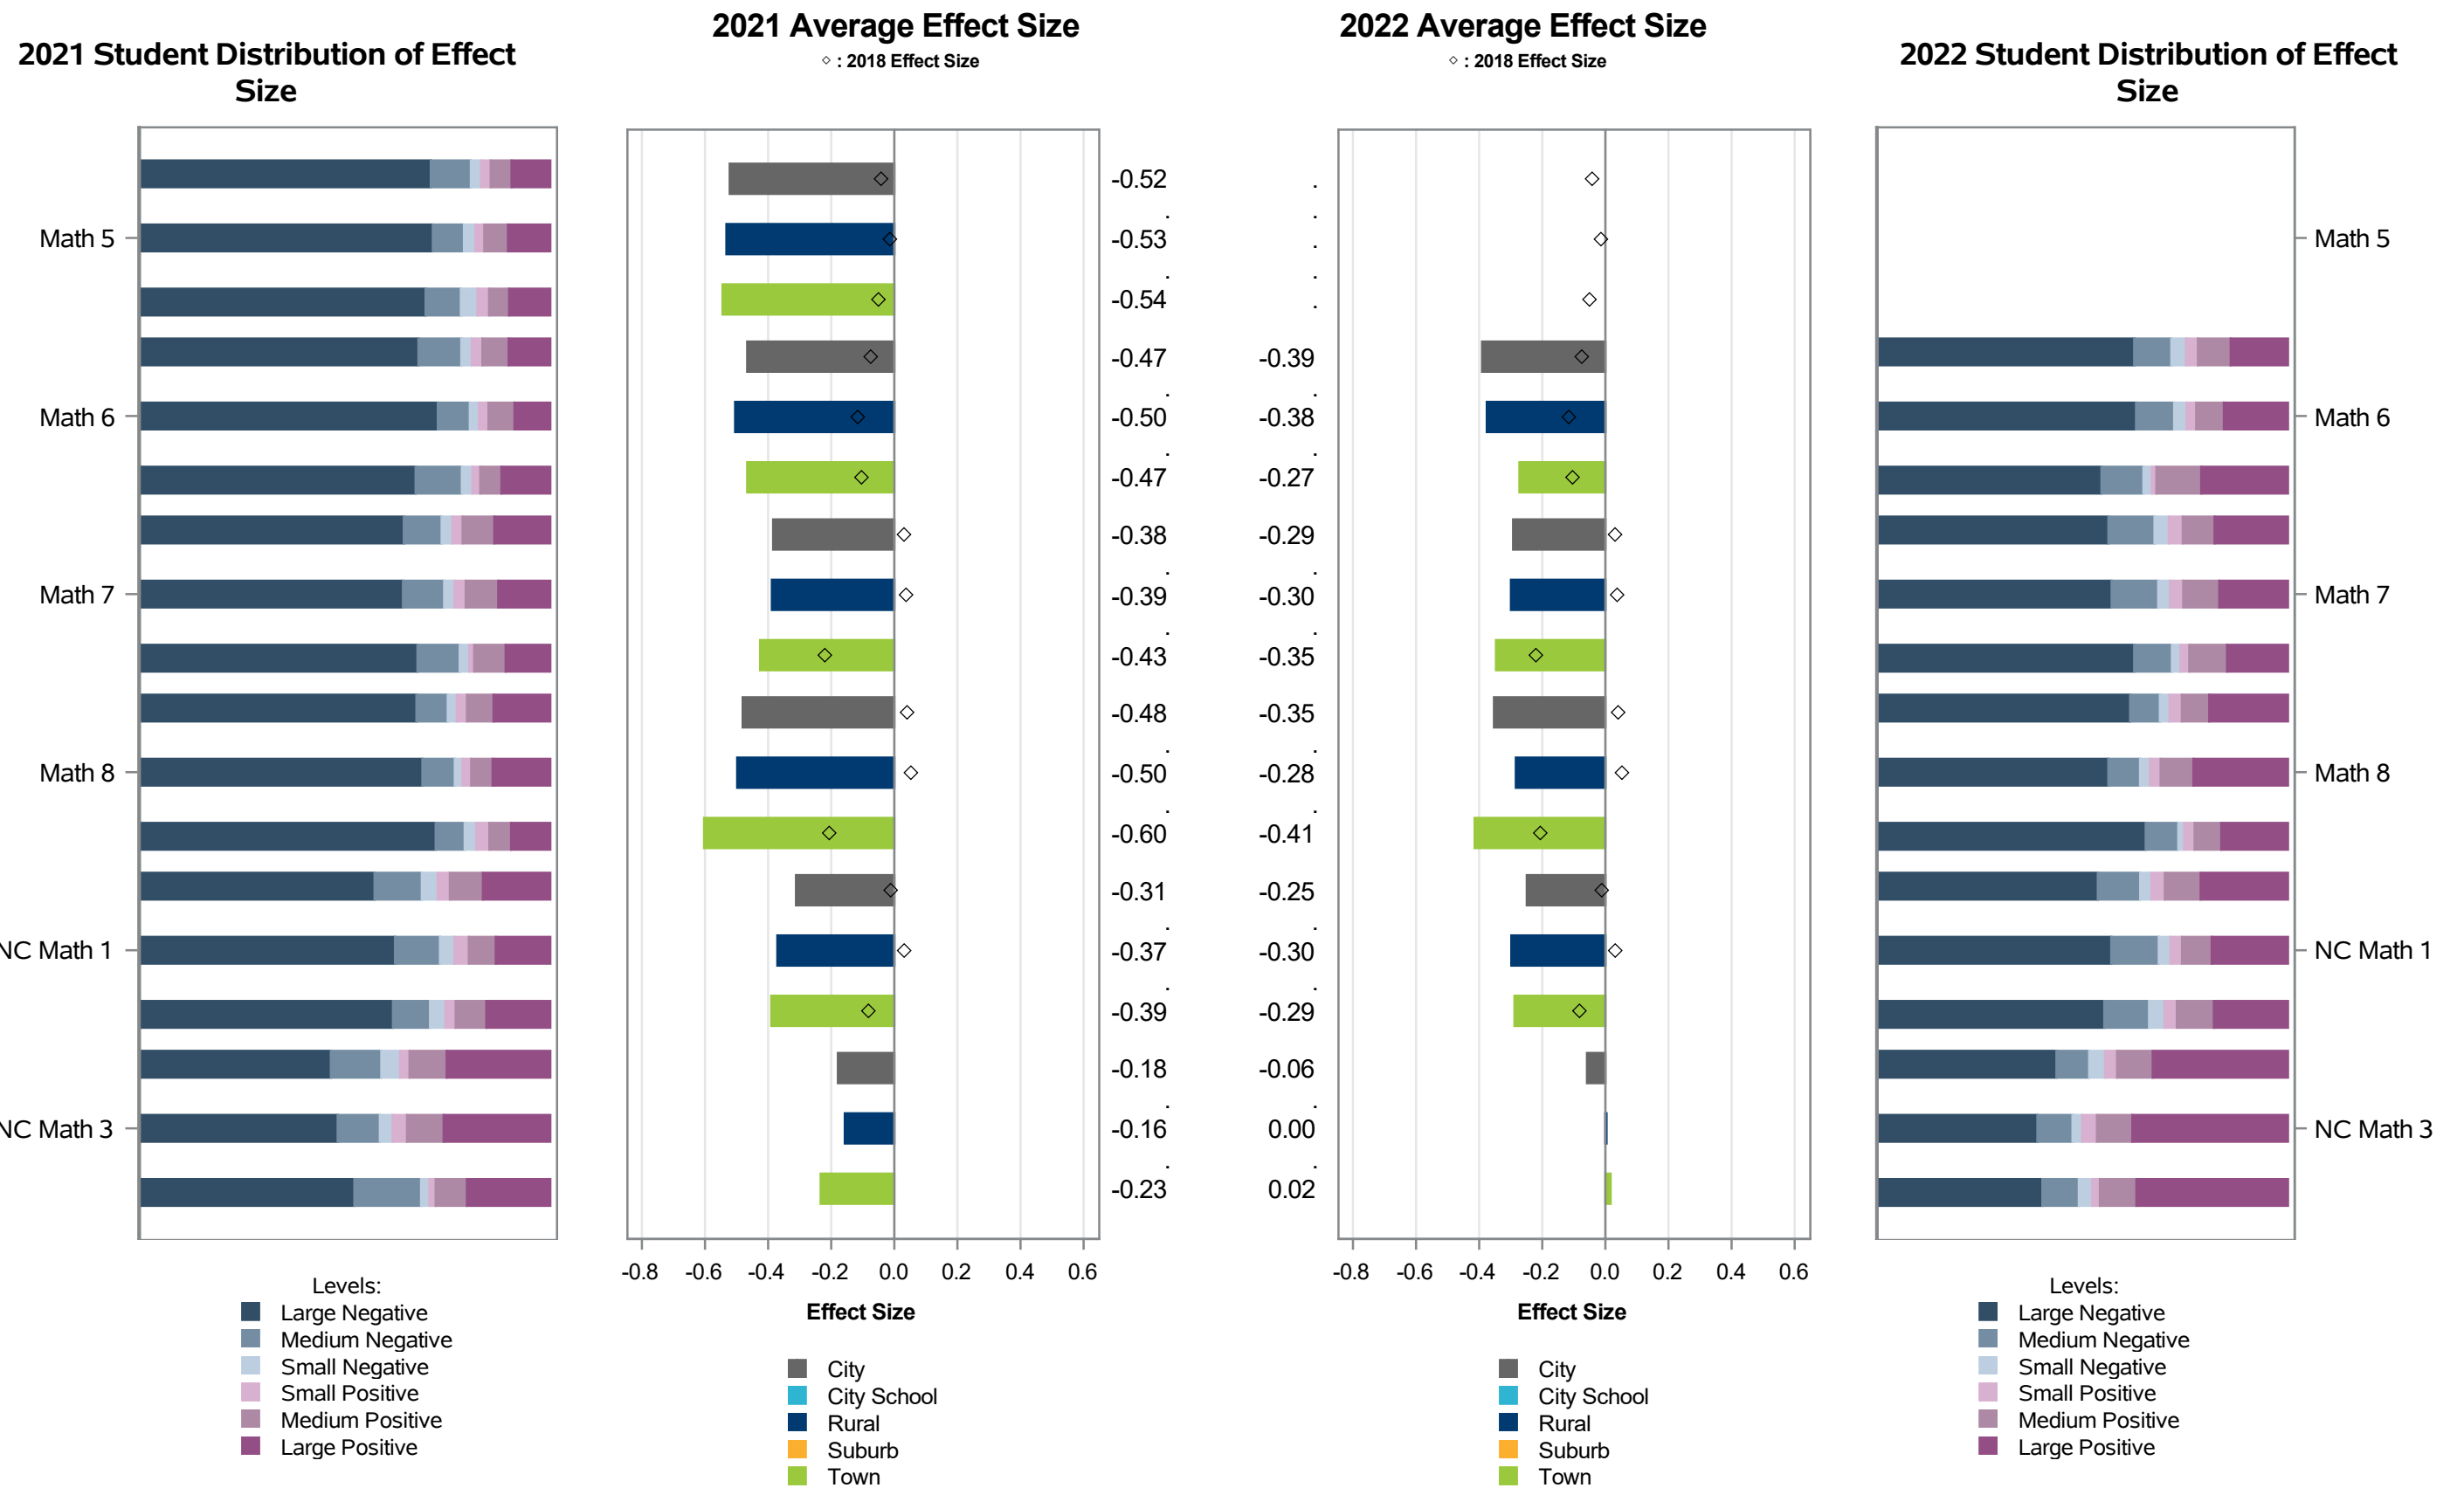 2021 Student Distribution of Effect
Size
Math 5
Math 6
Math 7
Math 8
NC Math 1
NC Math 3
Levels:
Large Negative
Medium Negative
Small Negative
Small Positive
Medium Positive
Large Positive
2021 Average Effect Size
◇ : 2018 Effect Size
-0.52
.
-0.53
.
-0.54
-0.47
.
-0.50
.
-0.47
-0.38
.
-0.39
.
-0.43
-0.48
.
-0.50
.
-0.60
-0.31
.
-0.37
.
-0.39
-0.18
.
-0.16
.
-0.23
-0.8 -0.6 -0.4 -0.2 0.0 0.2 0.4 0.6
Effect Size
City
City School
Rural
Suburb
Town
2022 Average Effect Size
◇ : 2018 Effect Size
.
.
.
.
.
-0.39
.
-0.38
.
-0.27
-0.29
.
-0.30
.
-0.35
-0.35
.
-0.28
.
-0.41
-0.25
.
-0.30
.
-0.29
-0.06
.
0.00
.
0.02
-0.8 -0.6 -0.4 -0.2 0.0 0.2 0.4 0.6
Effect Size
City
City School
Rural
Suburb
Town
2022 Student Distribution of Effect
Size
Math 5
Math 6
Math 7
Math 8
NC Math 1
NC Math 3
Levels:
Large Negative
Medium Negative
Small Negative
Small Positive
Medium Positive
Large Positive